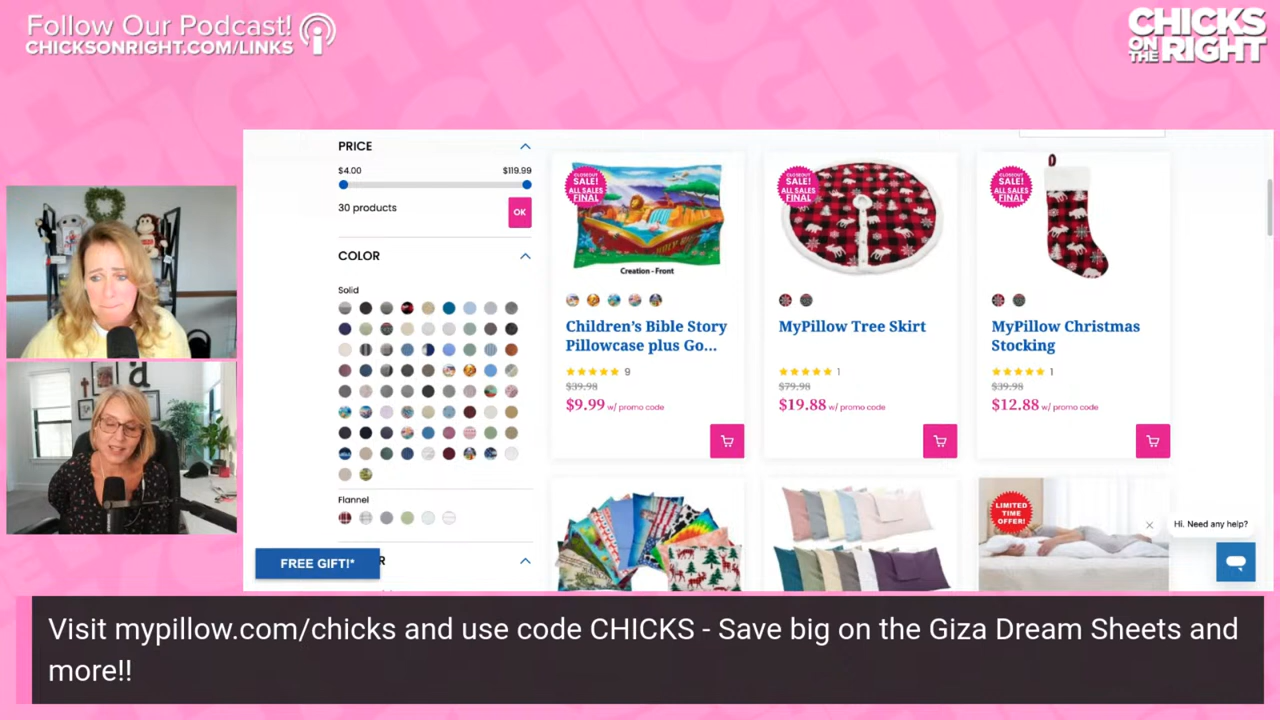 Follow Our Podcast!
CHICKSONRIGHT.COM/LINKS
CHICKS
ON THE RIGHT
PRICE
$4.00 $119.99
30 products
OK
COLOR
Solid
Flannel
FREE GIFT!*
CLOSEOUT
SALE!
ALL SALES
FINAL
Creation - Front
Children's Bible Story
Pillowcase plus Go...
9
$39.98
$9.99 w/ promo code
CLOSEOUT
SALE!
ALL SALES
FINAL
MyPillow Tree Skirt
1
$79.98
$19.88 w/ promo code
CLOSEOUT
SALE!
ALL SALES
FINAL
MyPillow Christmas
Stocking
1
$39.98
$12.88 w/ promo code
LIMITED
TIME
OFFER!
Hi. Need any help?
Visit mypillow.com/chicks and use code CHICKS - Save big on the Giza Dream Sheets and
more!!